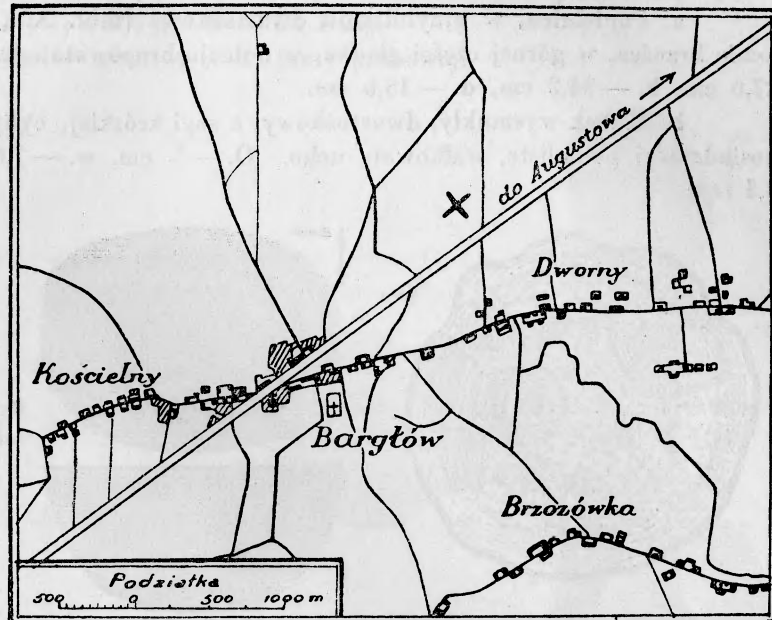 do Augustowa
Dworny
Kościelny
Bargłów
Brzozówka
Podziałka
500 0 500 1000 m